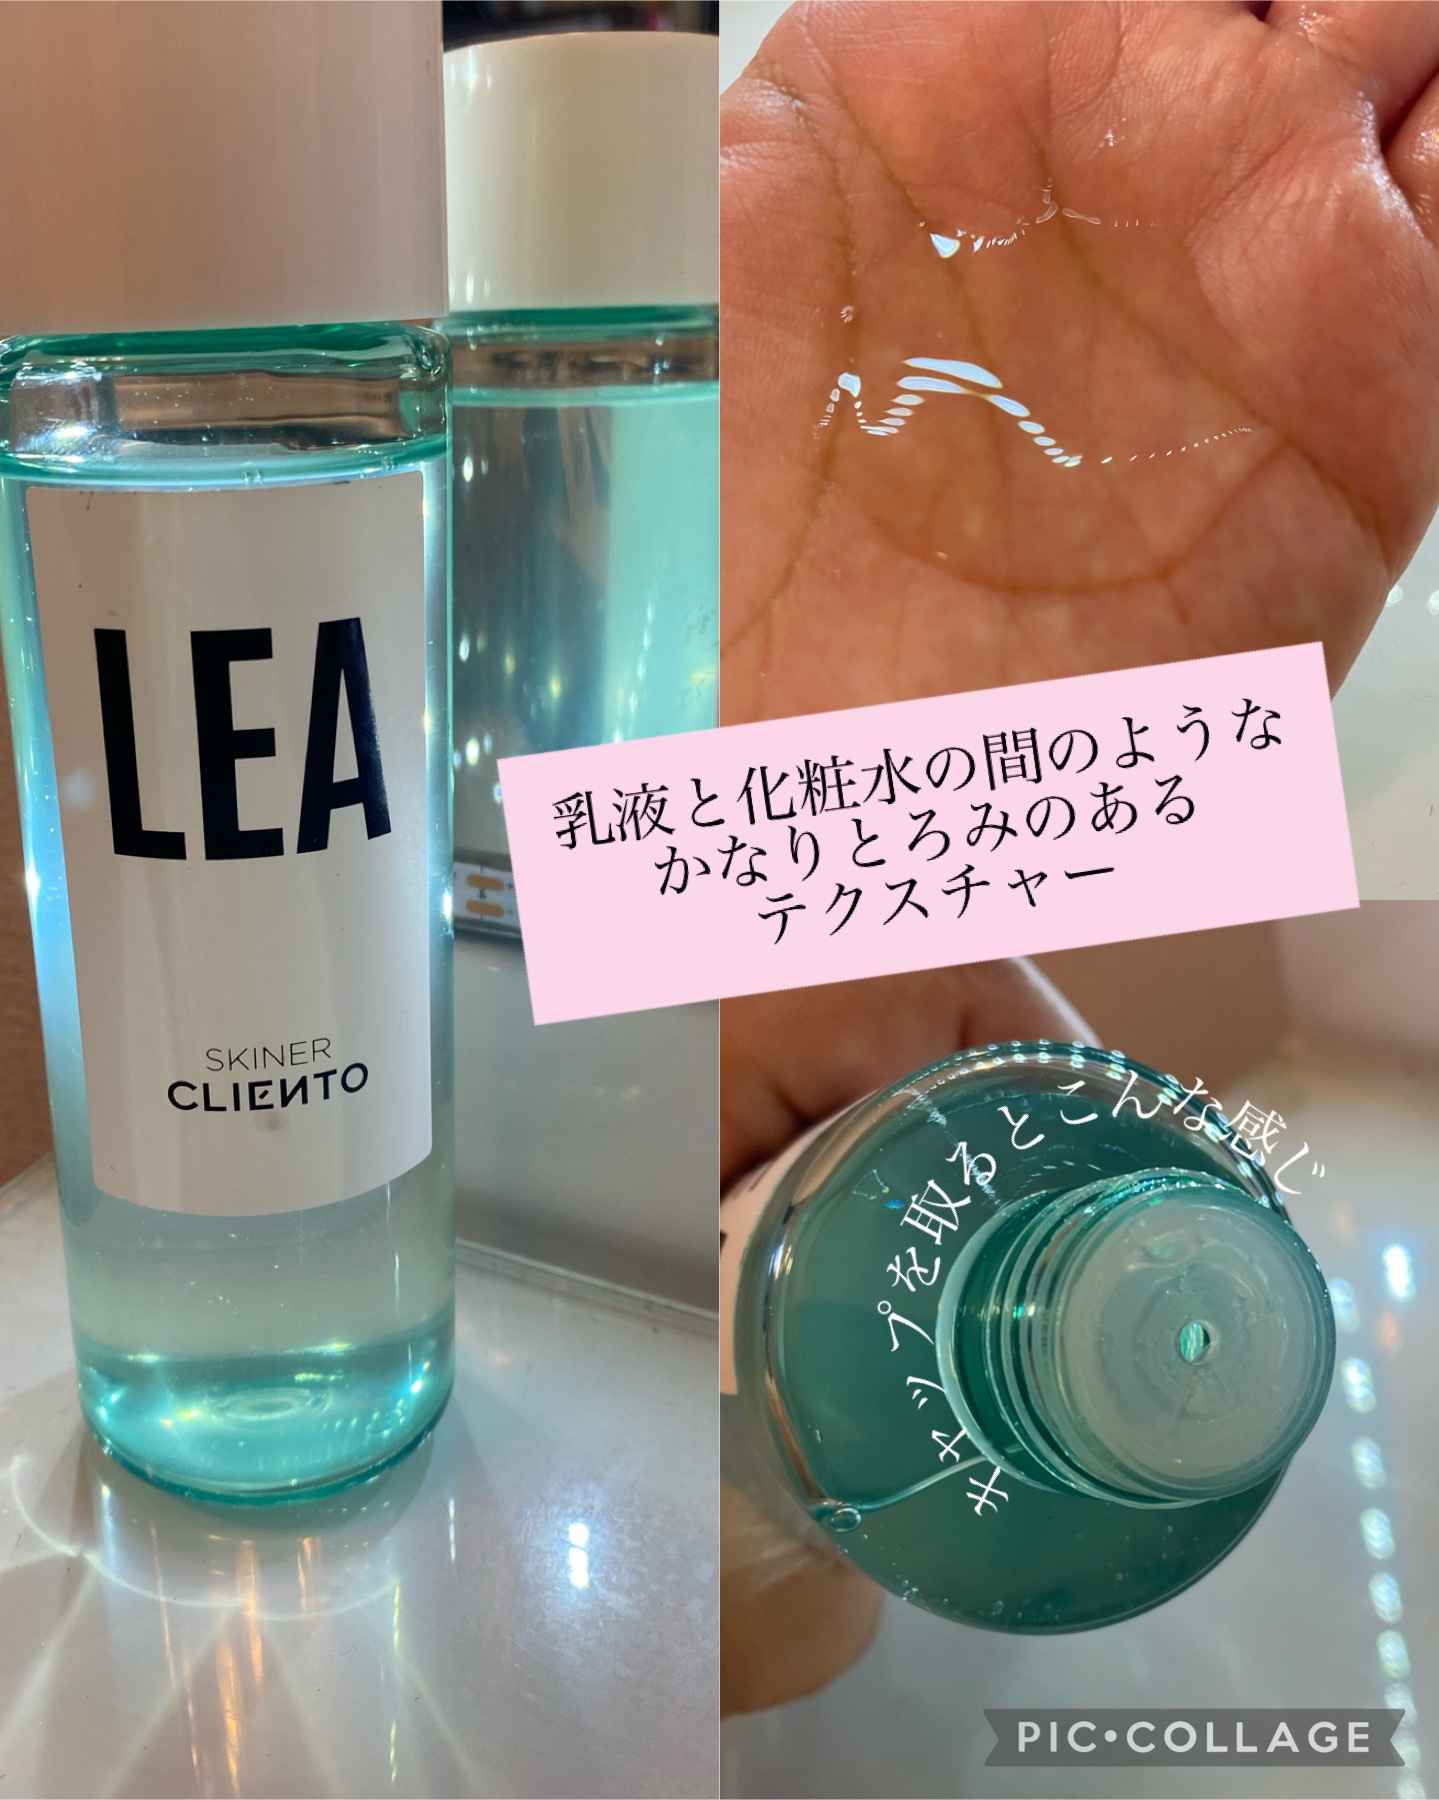 LEA
SKINER
CLIENTO
乳液と化粧水の間のような
かなりとろみのある
テクスチャー
キャップを取るとこんな感じ
PIC•COLLAGE